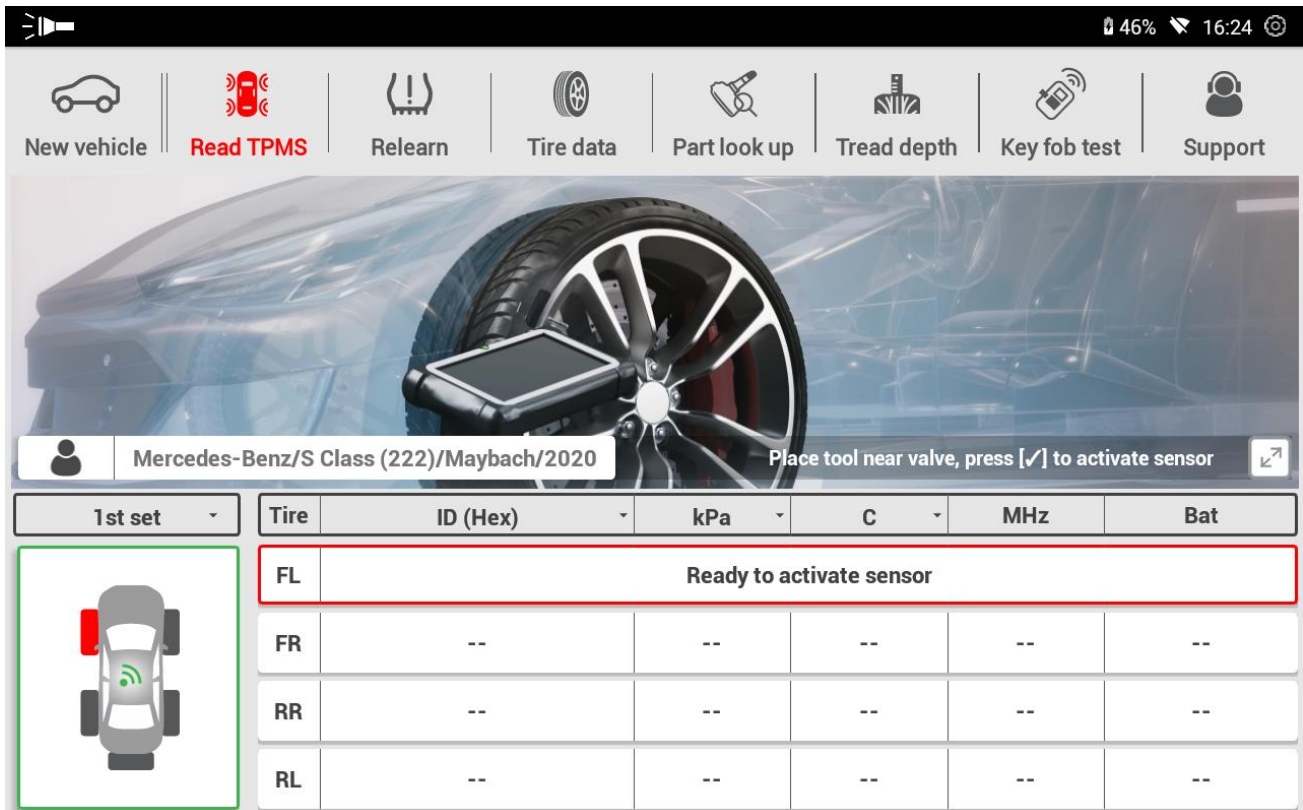 46% 16:24
New vehicle Read TPMS Relearn Tire data Part look up Tread depth Key fob test Support
Mercedes-Benz/S Class (222)/Maybach/2020
Place tool near valve, press [✓] to activate sensor
1st set Tire ID (Hex) kPa C MHz Bat
FL Ready to activate sensor
FR -- -- -- -- --
RR -- -- -- -- --
RL -- -- -- -- --